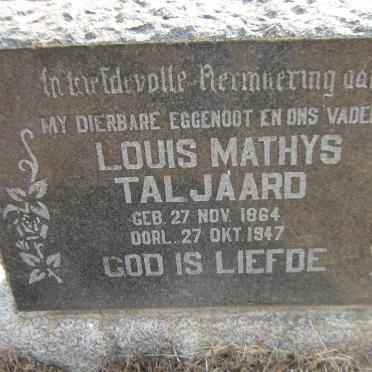 In Liefdevolle Herinnering aan
MY DIERBARE EGGENOOT EN ONS VADER
LOUIS MATHYS
TALJAARD
GEB. 27 NOV. 1864
OORL. 27 OKT. 1947
GOD IS LIEFDE